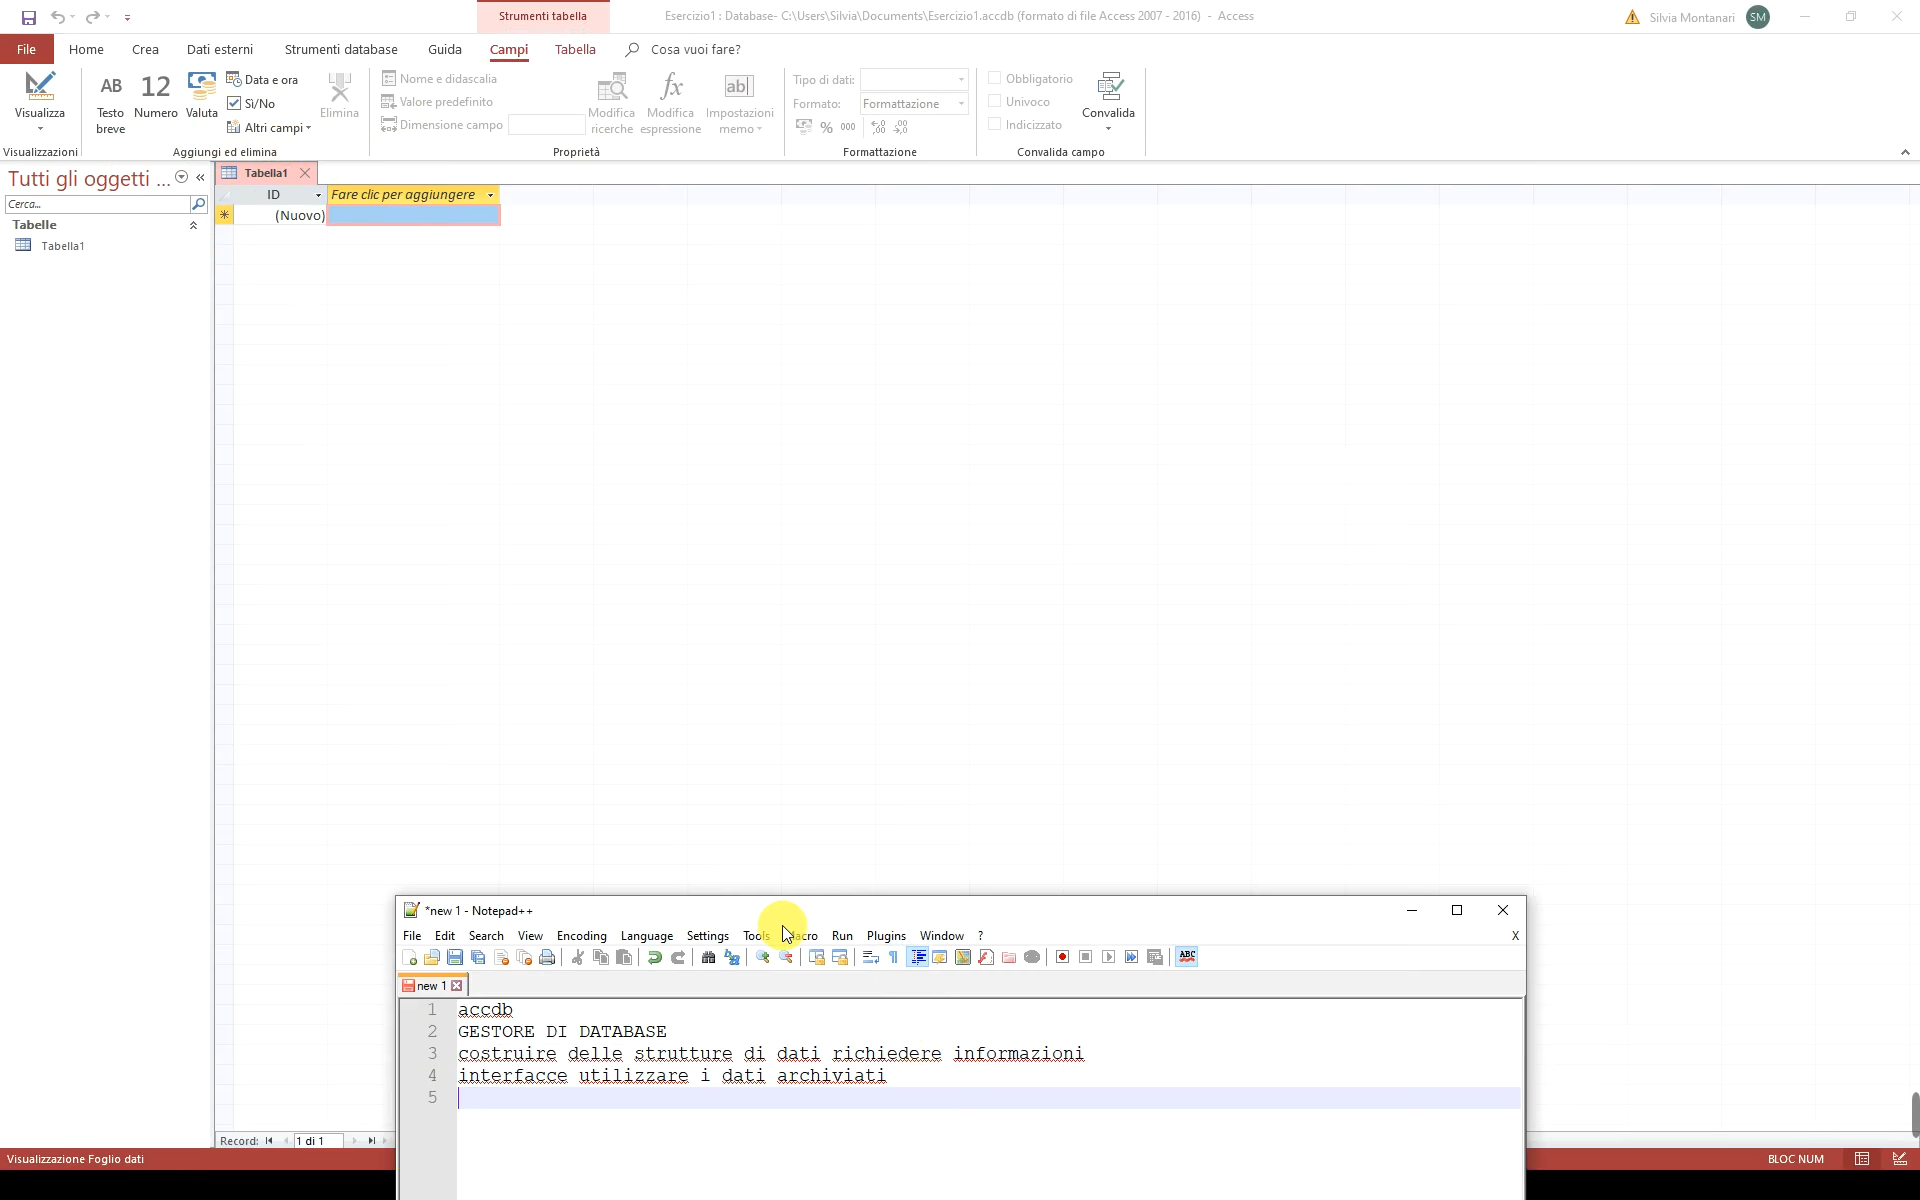 Strumenti tabella
Esercizio1 : Database- C:\Users\Silvia\Documents\Esercizio1.accdb (formato di file Access 2007 - 2016) - Access
Silvia Montanari SM
File Home Crea Dati esterni Strumenti database Guida Campi Tabella Cosa vuoi fare?
Visualizza
Visualizzazioni
AB Testo breve
12 Numero
Valuta
Data e ora
Sì/No
Altri campi
Elimina
Aggiungi ed elimina
Nome e didascalia
Valore predefinito
Dimensione campo
Modifica ricerche
fx Modifica espressione
ab| Impostazioni memo
Proprietà
Tipo di dati:
Formato: Formattazione
% 000
Formattazione
Obbligatorio
Univoco
Indicizzato
Convalida
Convalida campo
Tutti gli oggetti ...
Cerca...
Tabelle
Tabella1
Tabella1
ID Fare clic per aggiungere
(Nuovo)
*new 1 - Notepad++
File Edit Search View Encoding Language Settings Tools Macro Run Plugins Window ? X
ABC
new 1
1 accdb
2 GESTORE DI DATABASE
3 costruire delle strutture di dati richiedere informazioni
4 interfacce utilizzare i dati archiviati
5
Record: 1 di 1
Visualizzazione Foglio dati
BLOC NUM